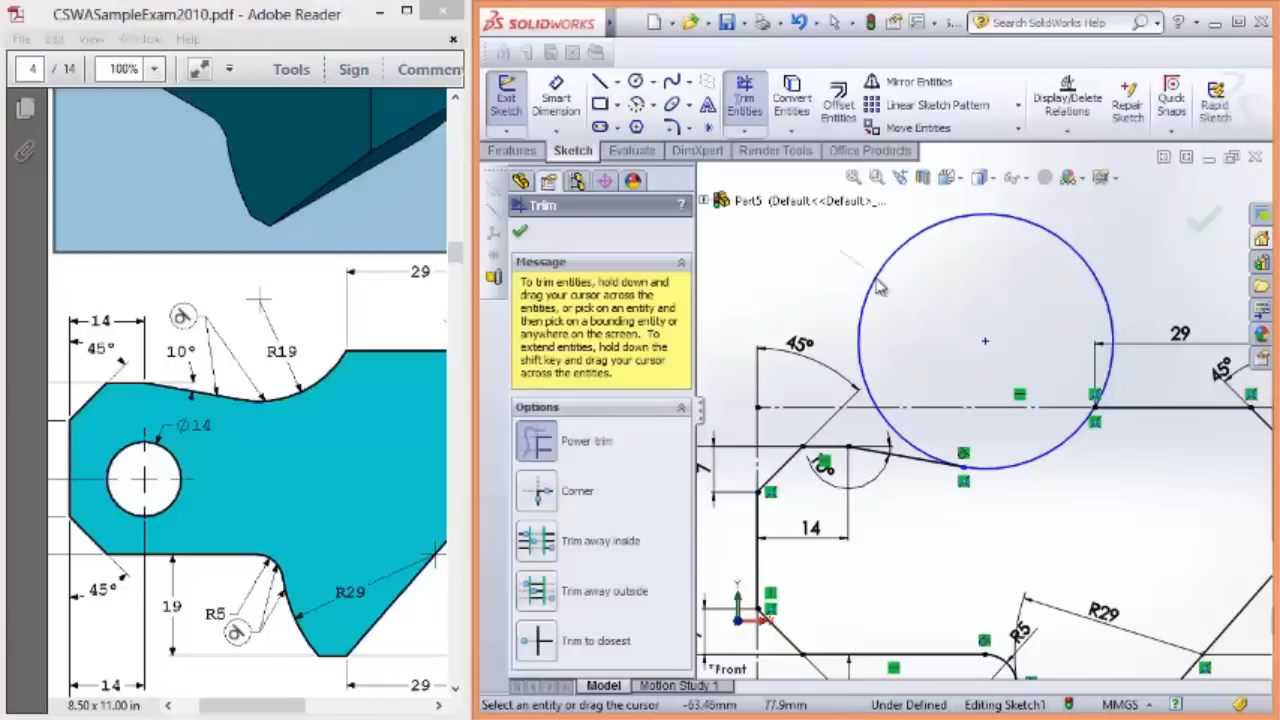 CSWASampleExam2010.pdf - Adobe Reader
File Edit View Window Help
4 / 14 100% Tools Sign Comment
29
14
45°
10°
R19
Ø14
45°
19
R5
R29
14
29
8.50 x 11.00 in
SOLIDWORKS
Search SolidWorks Help
Exit Sketch
Smart Dimension
Trim Entities
Convert Entities
Offset Entities
Mirror Entities
Linear Sketch Pattern
Move Entities
Display/Delete Relations
Repair Sketch
Quick Snaps
Rapid Sketch
Features Sketch Evaluate DimXpert Render Tools Office Products
Trim ?
Message
To trim entities, hold down and
drag your cursor across the
entities, or pick on an entity and
then pick on a bounding entity or
anywhere on the screen. To
extend entities, hold down the
shift key and drag your cursor
across the entities.
Options
Power trim
Corner
Trim away inside
Trim away outside
Trim to closest
Part5 (Default<<Default>_...
45°
29
45°
7
10°
14
R5
R29
Y
*Front
Model Motion Study 1
Select an entity or drag the cursor -63.46mm 77.9mm Under Defined Editing Sketch1 MMGS